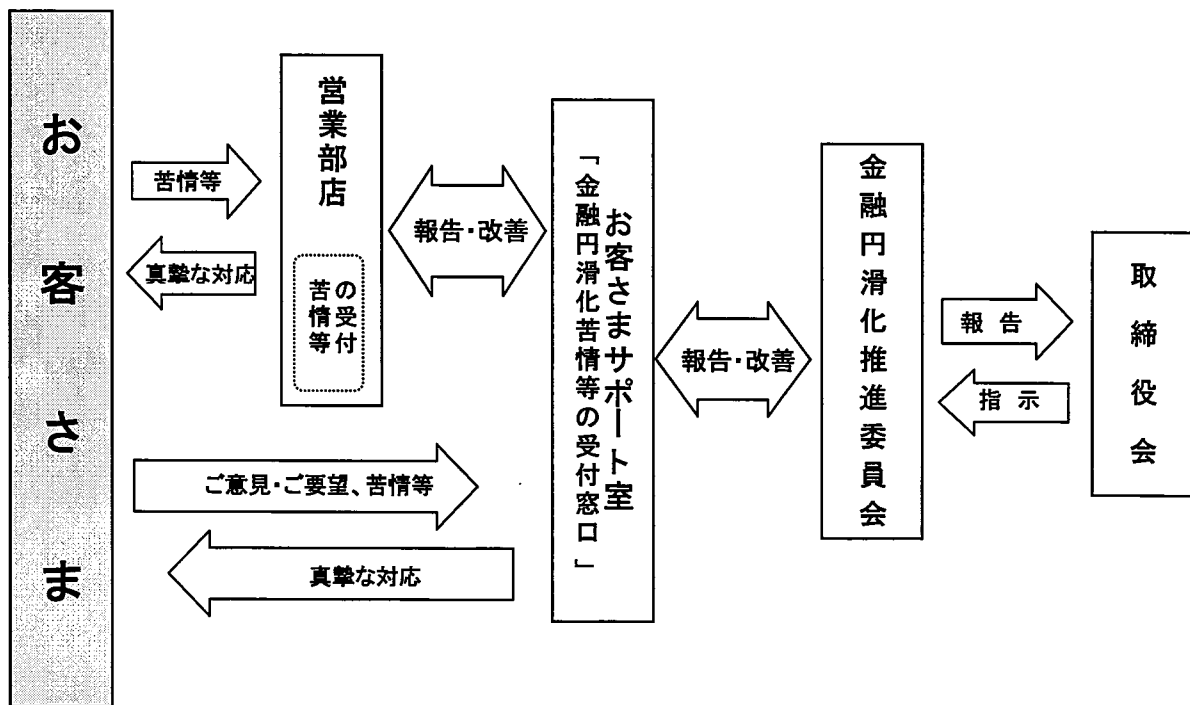 お客さま
苦情等
真摯な対応
営業部店
苦情等
の受付
報告・改善
ご意見・ご要望、苦情等
真摯な対応
お客さまサポート室
「金融円滑化苦情等の受付窓口」
報告・改善
金融円滑化推進委員会
報告
指示
取締役会